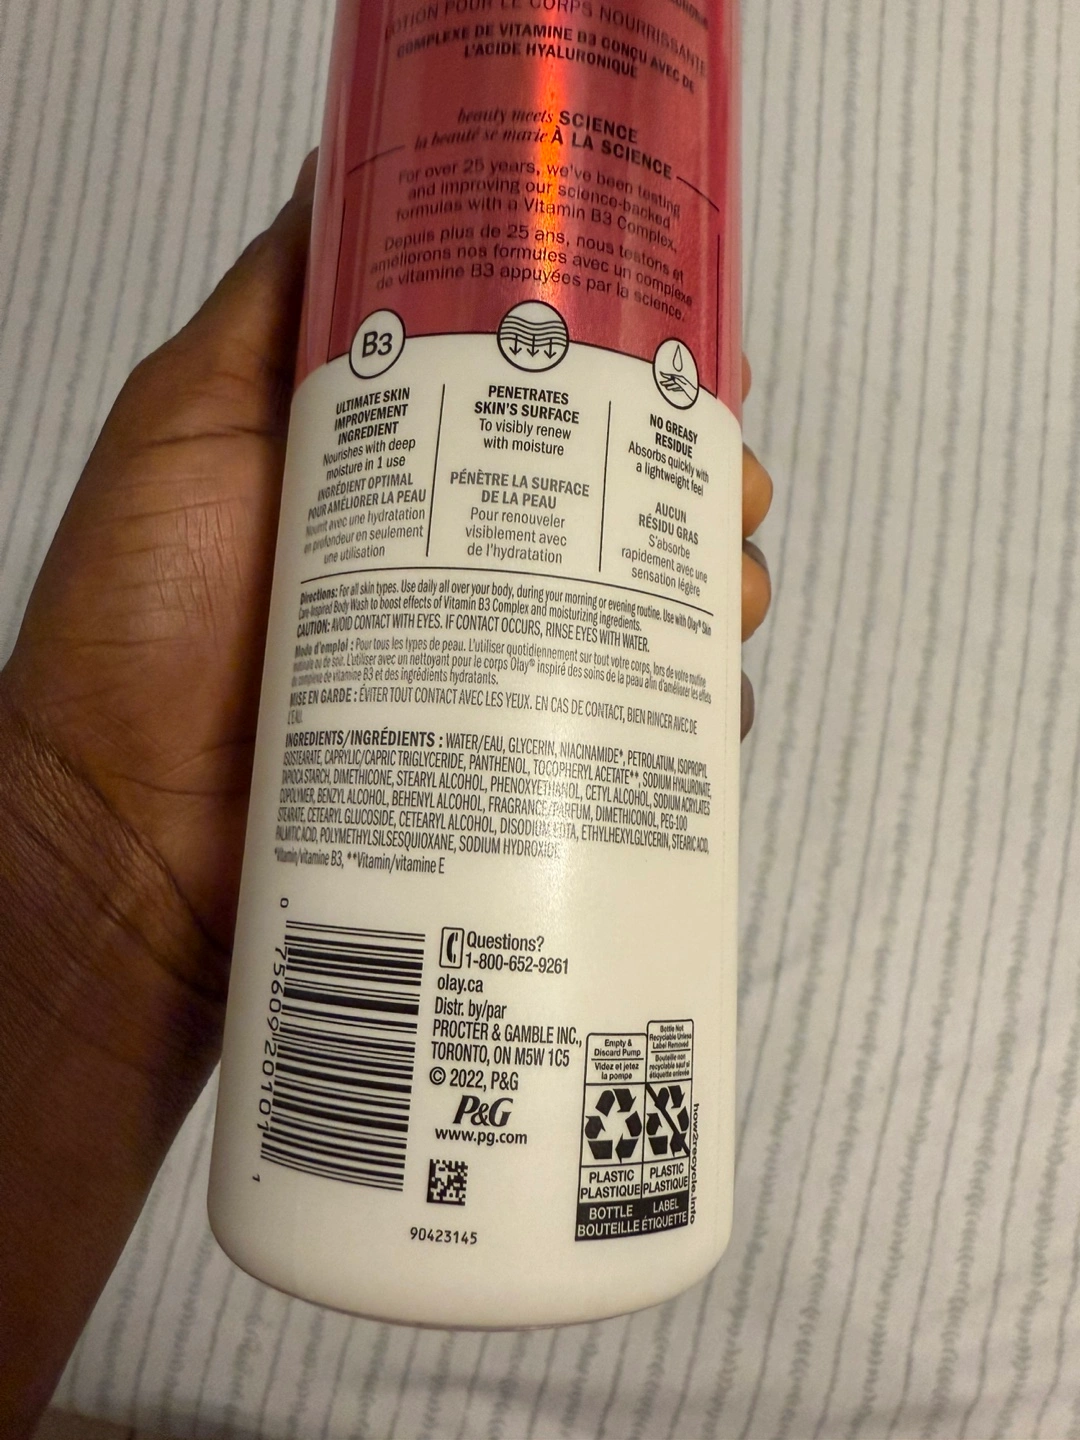 LOTION POUR LE CORPS NOURRISSANTE
COMPLEXE DE VITAMINE B3 CONÇU AVEC DE
L'ACIDE HYALURONIQUE
beauty meets SCIENCE
la beauté se marie À LA SCIENCE
For over 25 years, we've been testing
and improving our science-backed
formulas with a Vitamin B3 Complex.
Depuis plus de 25 ans, nous testons et
améliorons nos formules avec un complexe
de vitamine B3 appuyées par la science.
B3
ULTIMATE SKIN
IMPROVEMENT
INGREDIENT
Nourishes with deep
moisture in 1 use
INGRÉDIENT OPTIMAL
POUR AMÉLIORER LA PEAU
Nourrit avec une hydratation
en profondeur en seulement
une utilisation
PENETRATES
SKIN'S SURFACE
To visibly renew
with moisture
PÉNÈTRE LA SURFACE
DE LA PEAU
Pour renouveler
visiblement avec
de l'hydratation
NO GREASY
RESIDUE
Absorbs quickly with
a lightweight feel
AUCUN
RÉSIDU GRAS
S'absorbe
rapidement avec une
sensation légère
Directions: For all skin types. Use daily all over your body, during your morning or evening routine. Use with Olay® Skin
Care-Inspired Body Wash to boost effects of Vitamin B3 Complex and moisturizing ingredients.
CAUTION: AVOID CONTACT WITH EYES. IF CONTACT OCCURS, RINSE EYES WITH WATER.
Mode d'emploi : Pour tous les types de peau. L'utiliser quotidiennement sur tout votre corps, lors de votre routine
matinale ou de soir. L'utiliser avec un nettoyant pour le corps Olay® inspiré des soins de la peau afin d'améliorer les effets
du complexe de vitamine B3 et des ingrédients hydratants.
MISE EN GARDE : ÉVITER TOUT CONTACT AVEC LES YEUX. EN CAS DE CONTACT, BIEN RINCER AVEC DE
L'EAU.
INGREDIENTS/INGRÉDIENTS : WATER/EAU, GLYCERIN, NIACINAMIDE*, PETROLATUM, ISOPROPYL
ISOSTEARATE, CAPRYLIC/CAPRIC TRIGLYCERIDE, PANTHENOL, TOCOPHERYL ACETATE**, SODIUM HYALURONATE,
TAPIOCA STARCH, DIMETHICONE, STEARYL ALCOHOL, PHENOXYETHANOL, CETYL ALCOHOL, SODIUM ACRYLATES
COPOLYMER, BENZYL ALCOHOL, BEHENYL ALCOHOL, FRAGRANCE/PARFUM, DIMETHICONOL, PEG-100
STEARATE, CETEARYL GLUCOSIDE, CETEARYL ALCOHOL, DISODIUM EDTA, ETHYLHEXYLGLYCERIN, STEARIC ACID,
PALMITIC ACID, POLYMETHYLSILSESQUIOXANE, SODIUM HYDROXIDE
*Vitamin/vitamine B3, **Vitamin/vitamine E
0 75609 20101 1
Questions?
1-800-652-9261
olay.ca
Distr. by/par
PROCTER & GAMBLE INC.,
TORONTO, ON M5W 1C5
© 2022, P&G
P&G
www.pg.com
90423145
Empty &
Discard Pump
Videz et jetez
la pompe
PLASTIC
PLASTIQUE
BOTTLE
BOUTEILLE
Bottle Not
Recyclable Unless
Label Removed
Bouteille non
recyclable sauf si
étiquette enlevée
PLASTIC
PLASTIQUE
LABEL
ÉTIQUETTE
how2recycle.info